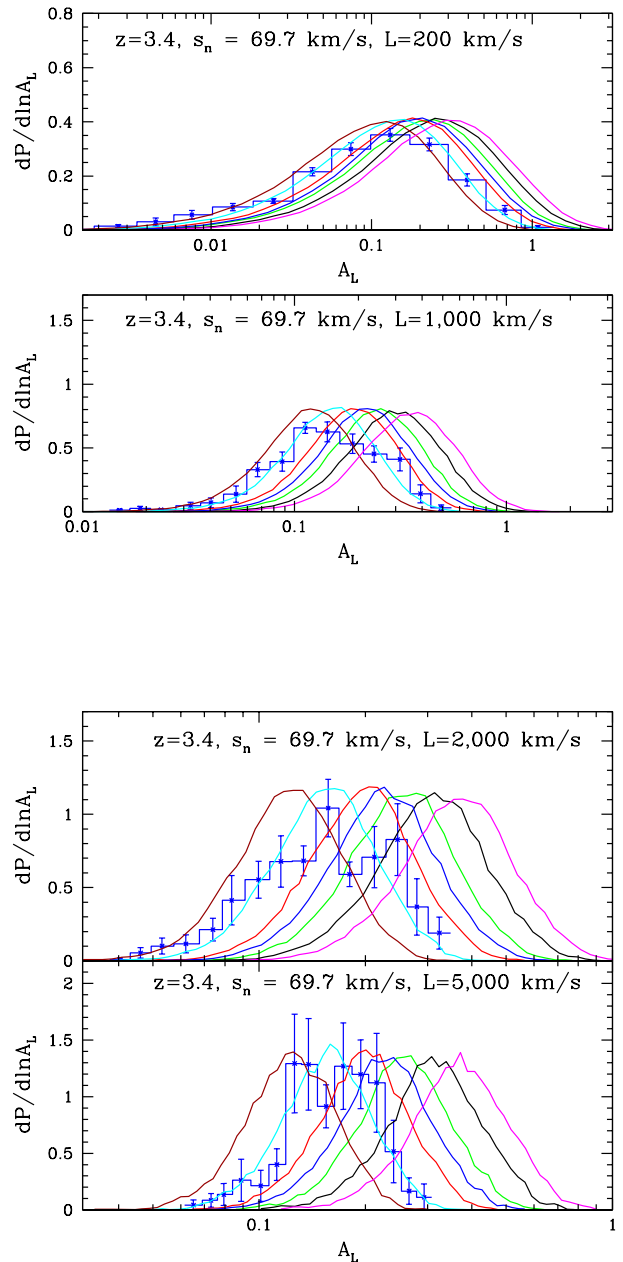 z=3.4, s_n = 69.7 km/s, L=200 km/s
dP/dlnA_L
0.8
0.6
0.4
0.2
0
0.01
0.1
1
A_L
z=3.4, s_n = 69.7 km/s, L=1,000 km/s
dP/dlnA_L
1.5
1
0.5
0
0.01
0.1
1
A_L
z=3.4, s_n = 69.7 km/s, L=2,000 km/s
dP/dlnA_L
1.5
1
0.5
0
z=3.4, s_n = 69.7 km/s, L=5,000 km/s
dP/dlnA_L
2
1.5
1
0.5
0
0.1
1
A_L